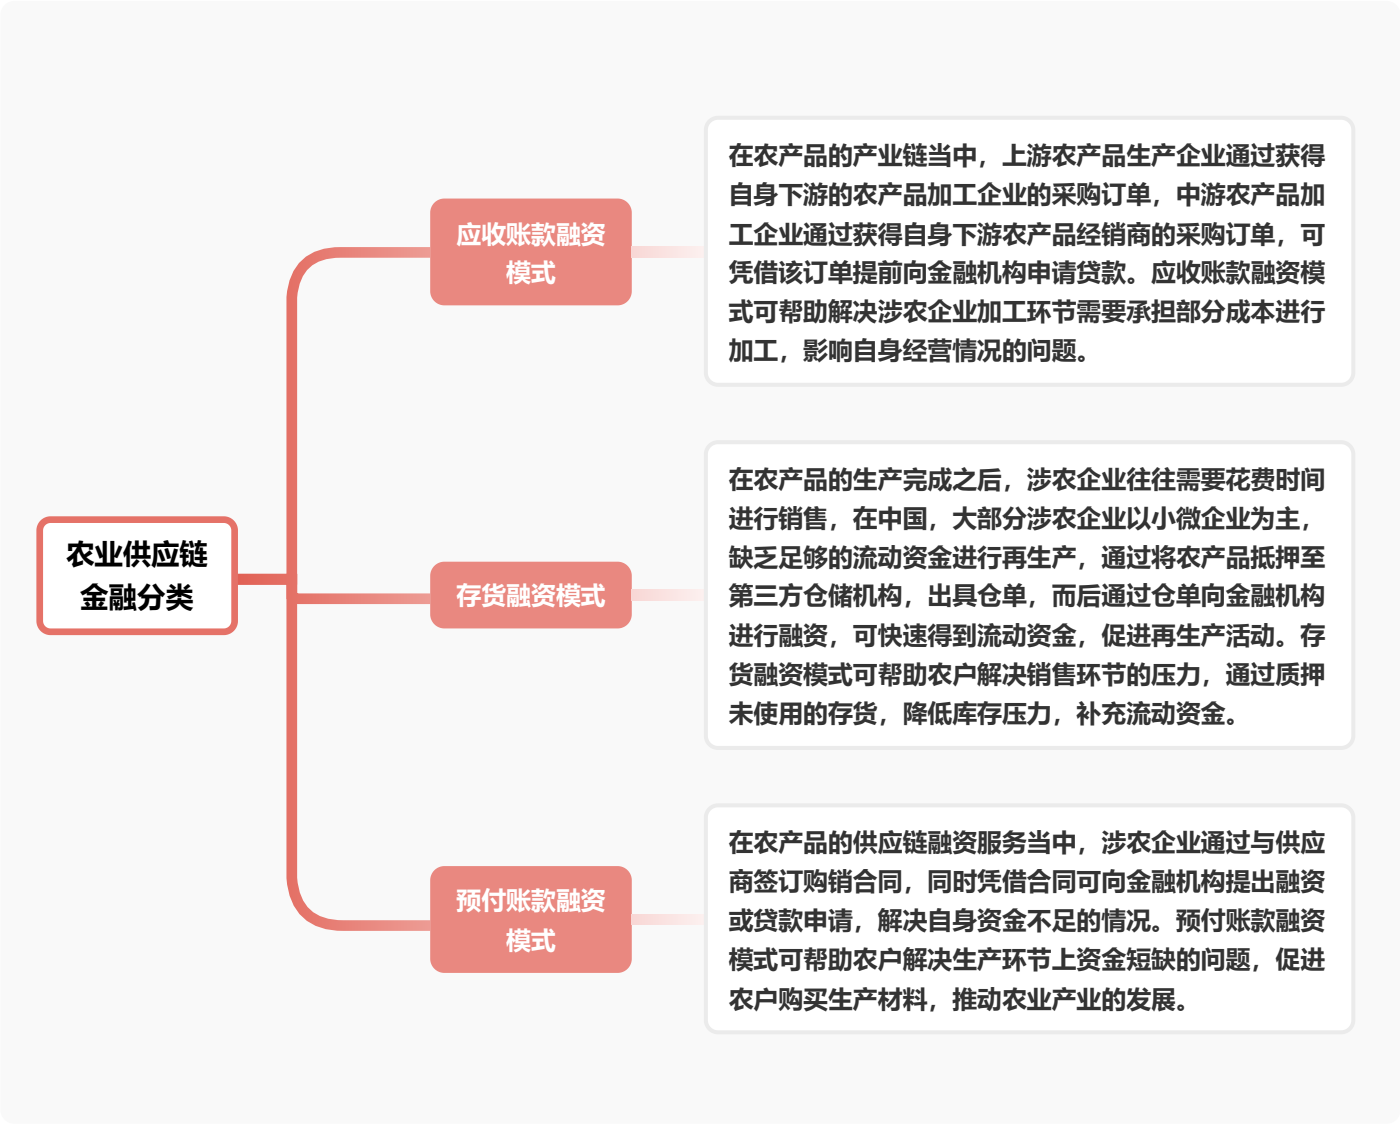 农业供应链
金融分类
应收账款融资
模式
在农产品的产业链当中，上游农产品生产企业通过获得
自身下游的农产品加工企业的采购订单，中游农产品加
工企业通过获得自身下游农产品经销商的采购订单，可
凭借该订单提前向金融机构申请贷款。应收账款融资模
式可帮助解决涉农企业加工环节需要承担部分成本进行
加工，影响自身经营情况的问题。
存货融资模式
在农产品的生产完成之后，涉农企业往往需要花费时间
进行销售，在中国，大部分涉农企业以小微企业为主，
缺乏足够的流动资金进行再生产，通过将农产品抵押至
第三方仓储机构，出具仓单，而后通过仓单向金融机构
进行融资，可快速得到流动资金，促进再生产活动。存
货融资模式可帮助农户解决销售环节的压力，通过质押
未使用的存货，降低库存压力，补充流动资金。
预付账款融资
模式
在农产品的供应链融资服务当中，涉农企业通过与供应
商签订购销合同，同时凭借合同可向金融机构提出融资
或贷款申请，解决自身资金不足的情况。预付账款融资
模式可帮助农户解决生产环节上资金短缺的问题，促进
农户购买生产材料，推动农业产业的发展。